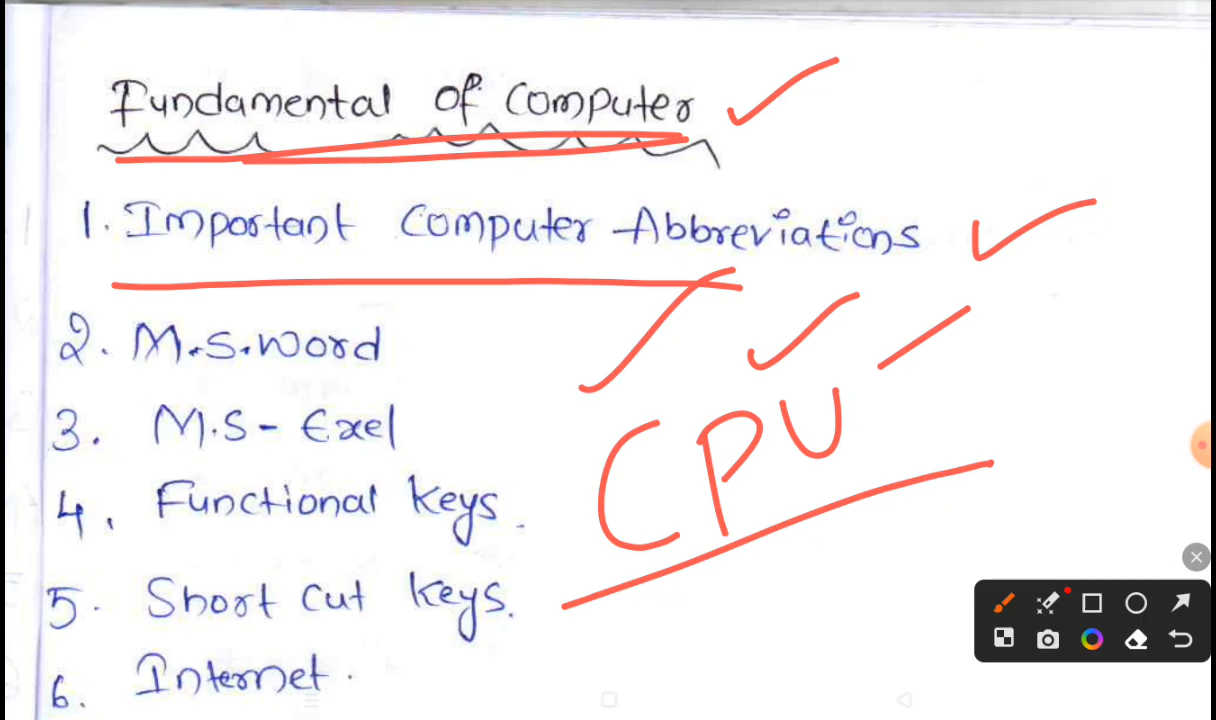 Fundamental of Computer
1. Important Computer Abbreviations
2. M.S.Word
3. M.S - Exel
CPU
4. Functional keys.
5. Short Cut keys.
6. Internet.